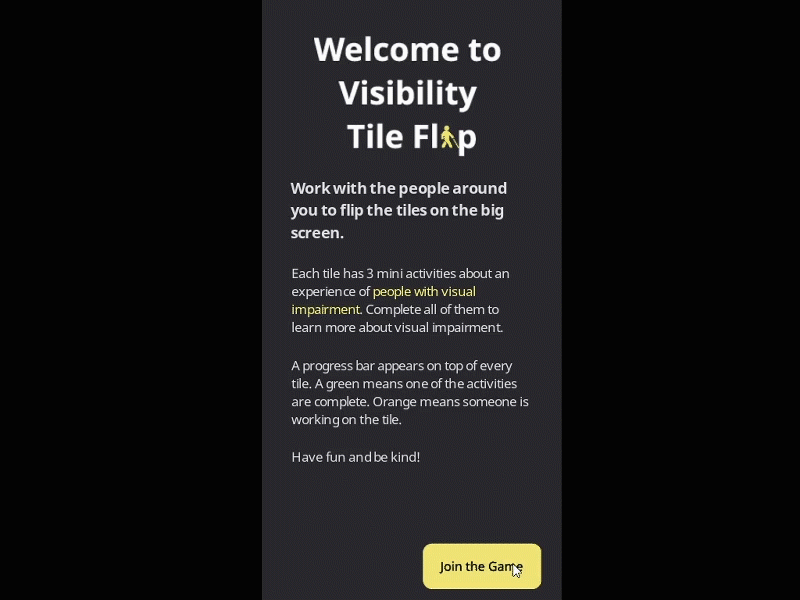 Welcome to
Visibility
Tile Flip
Work with the people around
you to flip the tiles on the big
screen.
Each tile has 3 mini activities about an
experience of people with visual
impairment. Complete all of them to
learn more about visual impairment.
A progress bar appears on top of every
tile. A green means one of the activities
are complete. Orange means someone is
working on the tile.
Have fun and be kind!
Join the Game